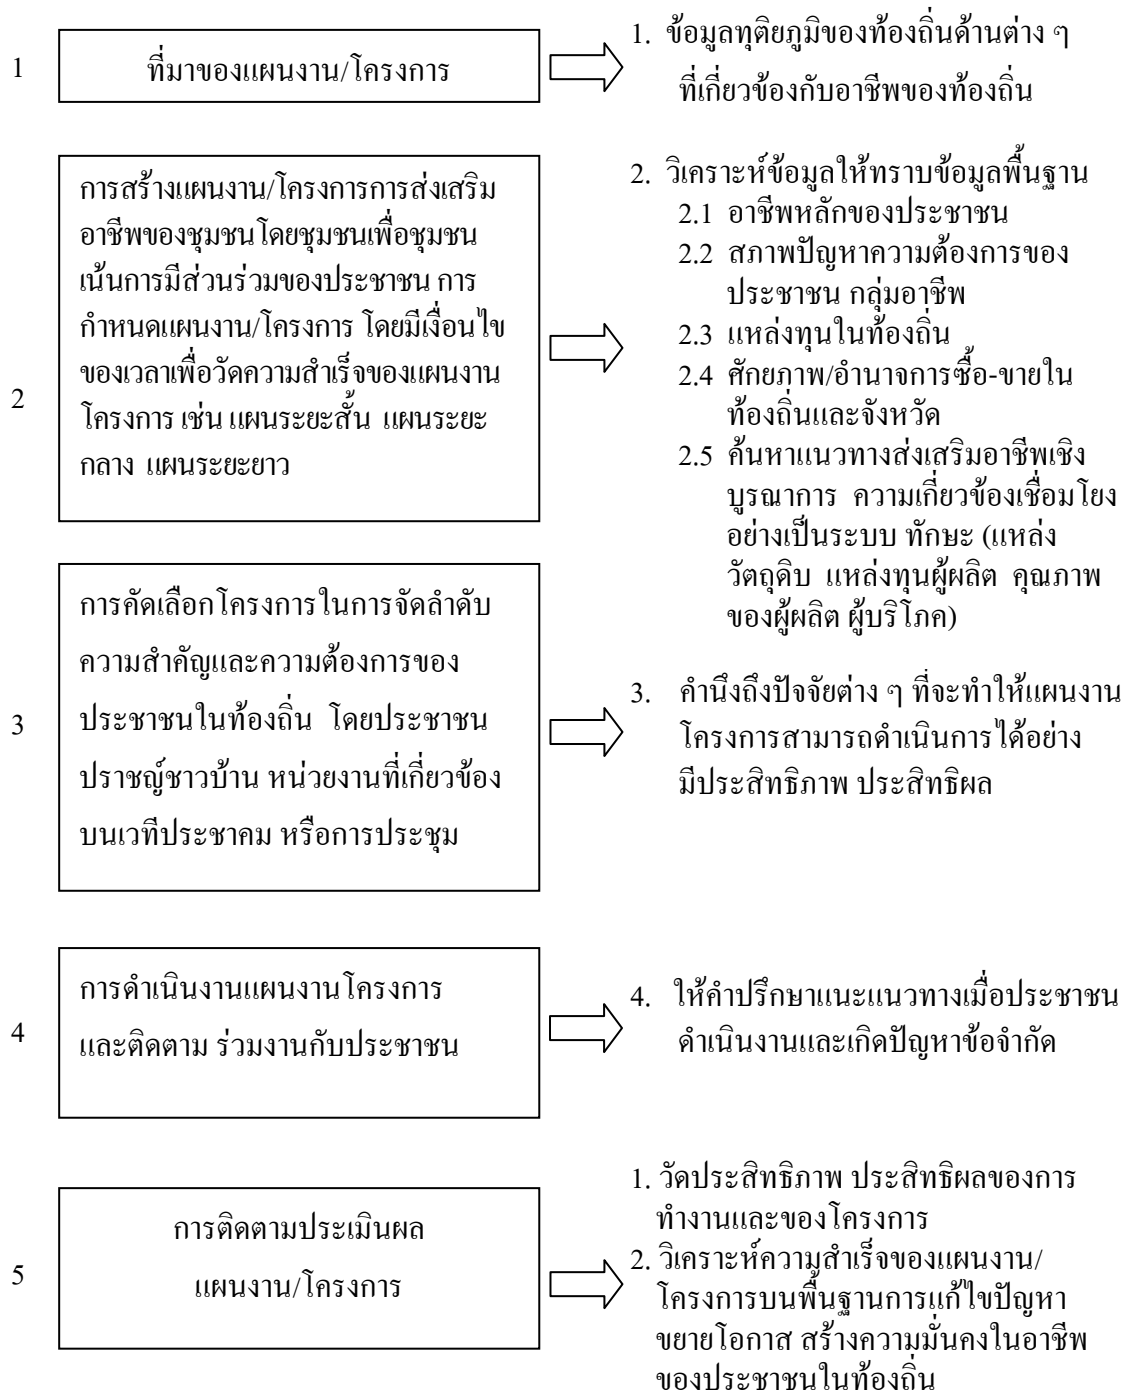 1
ที่มาของแผนงาน/โครงการ
1. ข้อมูลทุติยภูมิของท้องถิ่นด้านต่าง ๆ
ที่เกี่ยวข้องกับอาชีพของท้องถิ่น
2
การสร้างแผนงาน/โครงการการส่งเสริม
อาชีพของชุมชนโดยชุมชนเพื่อชุมชน
เน้นการมีส่วนร่วมของประชาชน การ
กำหนดแผนงาน/โครงการ โดยมีเงื่อนไข
ของเวลาเพื่อวัดความสำเร็จของแผนงาน
โครงการ เช่น แผนระยะสั้น แผนระยะ
กลาง แผนระยะยาว
2. วิเคราะห์ข้อมูลให้ทราบข้อมูลพื้นฐาน
2.1 อาชีพหลักของประชาชน
2.2 สภาพปัญหาความต้องการของ
ประชาชน กลุ่มอาชีพ
2.3 แหล่งทุนในท้องถิ่น
2.4 ศักยภาพ/อำนาจการซื้อ-ขายใน
ท้องถิ่นและจังหวัด
2.5 ค้นหาแนวทางส่งเสริมอาชีพเชิง
บูรณาการ ความเกี่ยวข้องเชื่อมโยง
อย่างเป็นระบบ ทักษะ (แหล่ง
วัตถุดิบ แหล่งทุนผู้ผลิต คุณภาพ
ของผู้ผลิต ผู้บริโภค)
3
การคัดเลือกโครงการในการจัดลำดับ
ความสำคัญและความต้องการของ
ประชาชนในท้องถิ่น โดยประชาชน
ปราชญ์ชาวบ้าน หน่วยงานที่เกี่ยวข้อง
บนเวทีประชาคม หรือการประชุม
3. คำนึงถึงปัจจัยต่าง ๆ ที่จะทำให้แผนงาน
โครงการสามารถดำเนินการได้อย่าง
มีประสิทธิภาพ ประสิทธิผล
4
การดำเนินงานแผนงานโครงการ
และติดตาม ร่วมงานกับประชาชน
4. ให้คำปรึกษาแนะแนวทางเมื่อประชาชน
ดำเนินงานและเกิดปัญหาข้อจำกัด
5
การติดตามประเมินผล
แผนงาน/โครงการ
1. วัดประสิทธิภาพ ประสิทธิผลของการ
ทำงานและของโครงการ
2. วิเคราะห์ความสำเร็จของแผนงาน/
โครงการบนพื้นฐานการแก้ไขปัญหา
ขยายโอกาส สร้างความมั่นคงในอาชีพ
ของประชาชนในท้องถิ่น